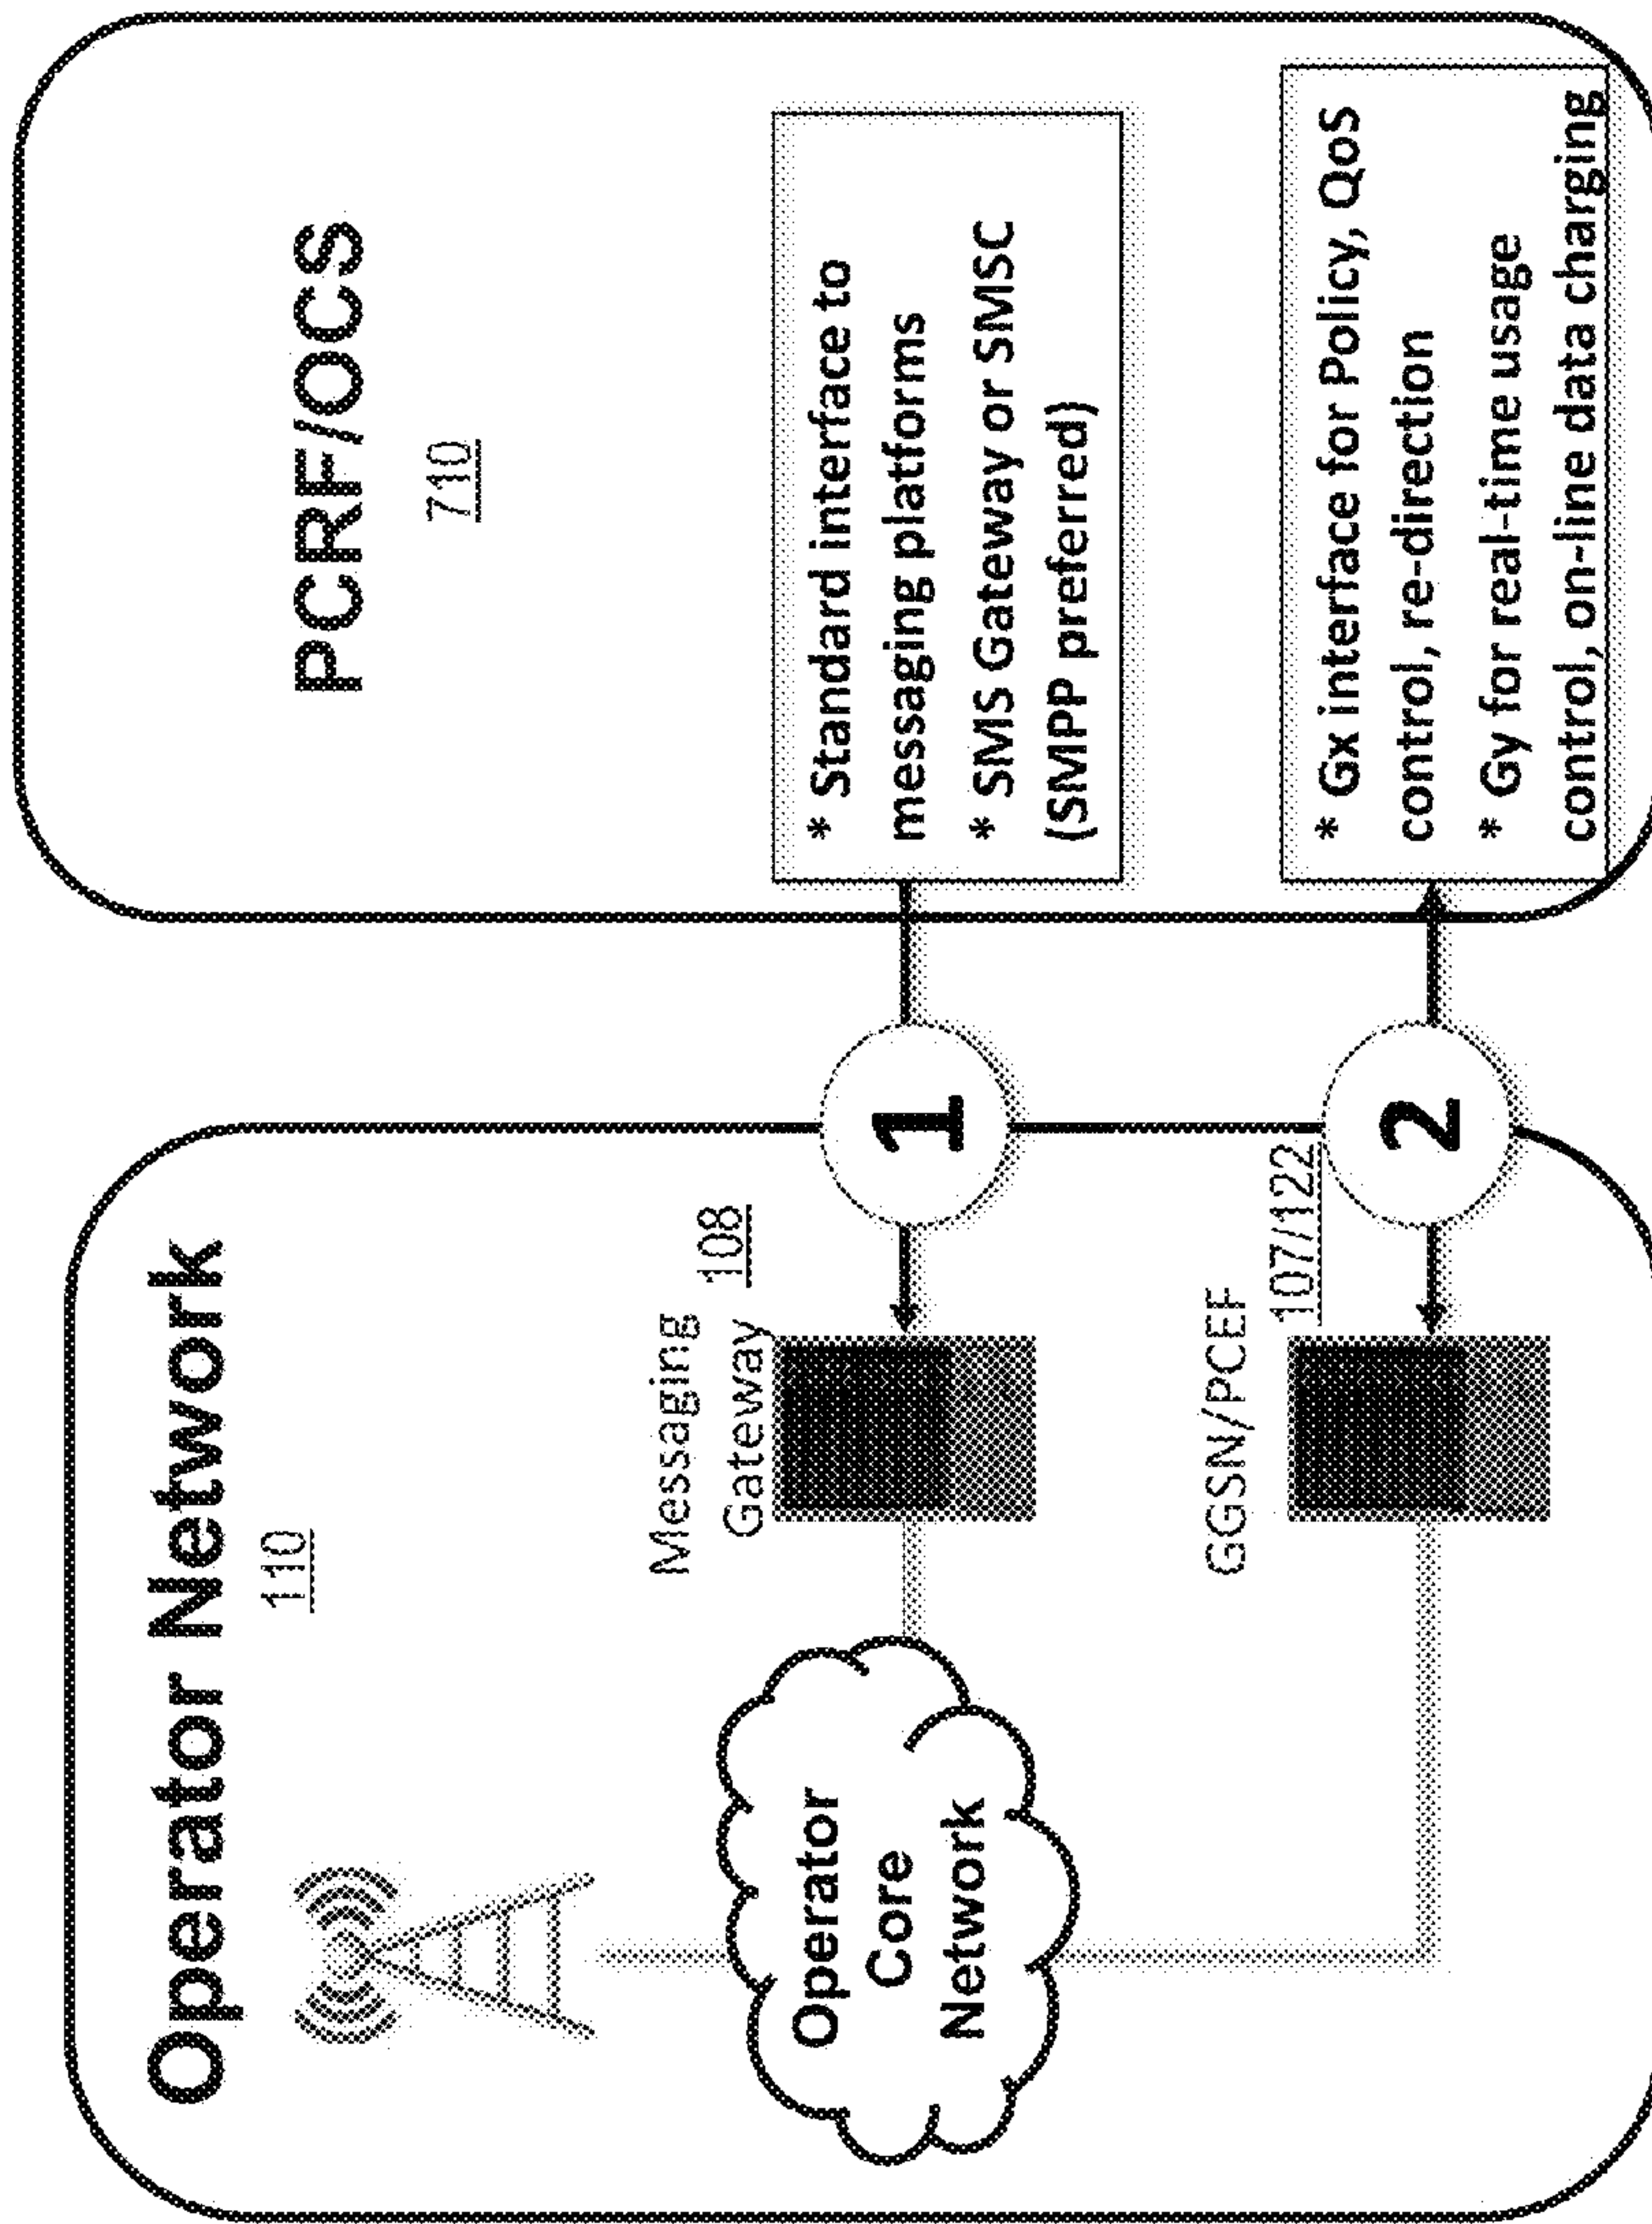 Operator Network
110
Operator
Core
Network
Messaging
Gateway
108
GGSN/PCEF
107/122
1
2
PCRF/OCS
710
* Standard interface to
messaging platforms
* SMS Gateway or SMSC
(SMPP preferred)
* Gx interface for Policy, QoS
control, re-direction
* Gy for real-time usage
control, on-line data charging